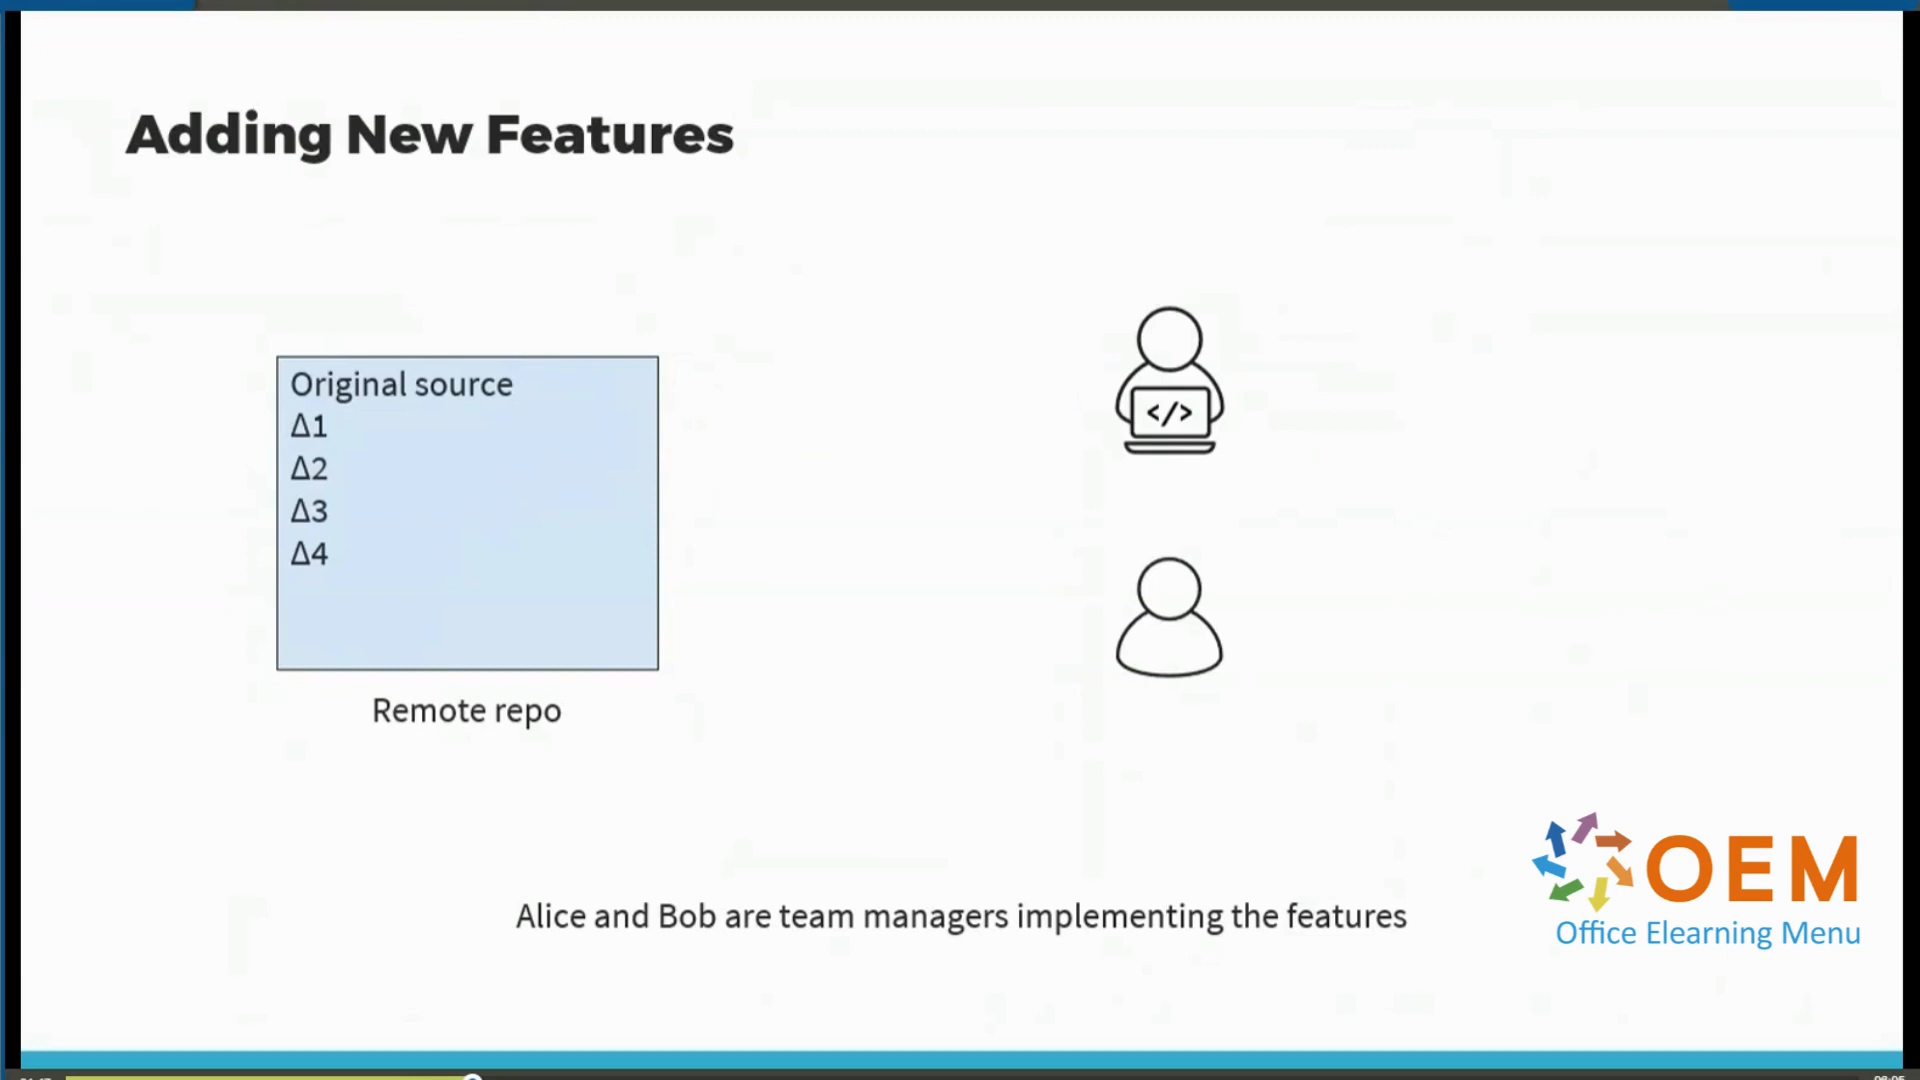 Adding New Features
Original source
Δ1
Δ2
Δ3
Δ4
</>
Remote repo
Alice and Bob are team managers implementing the features
OEM
Office Elearning Menu